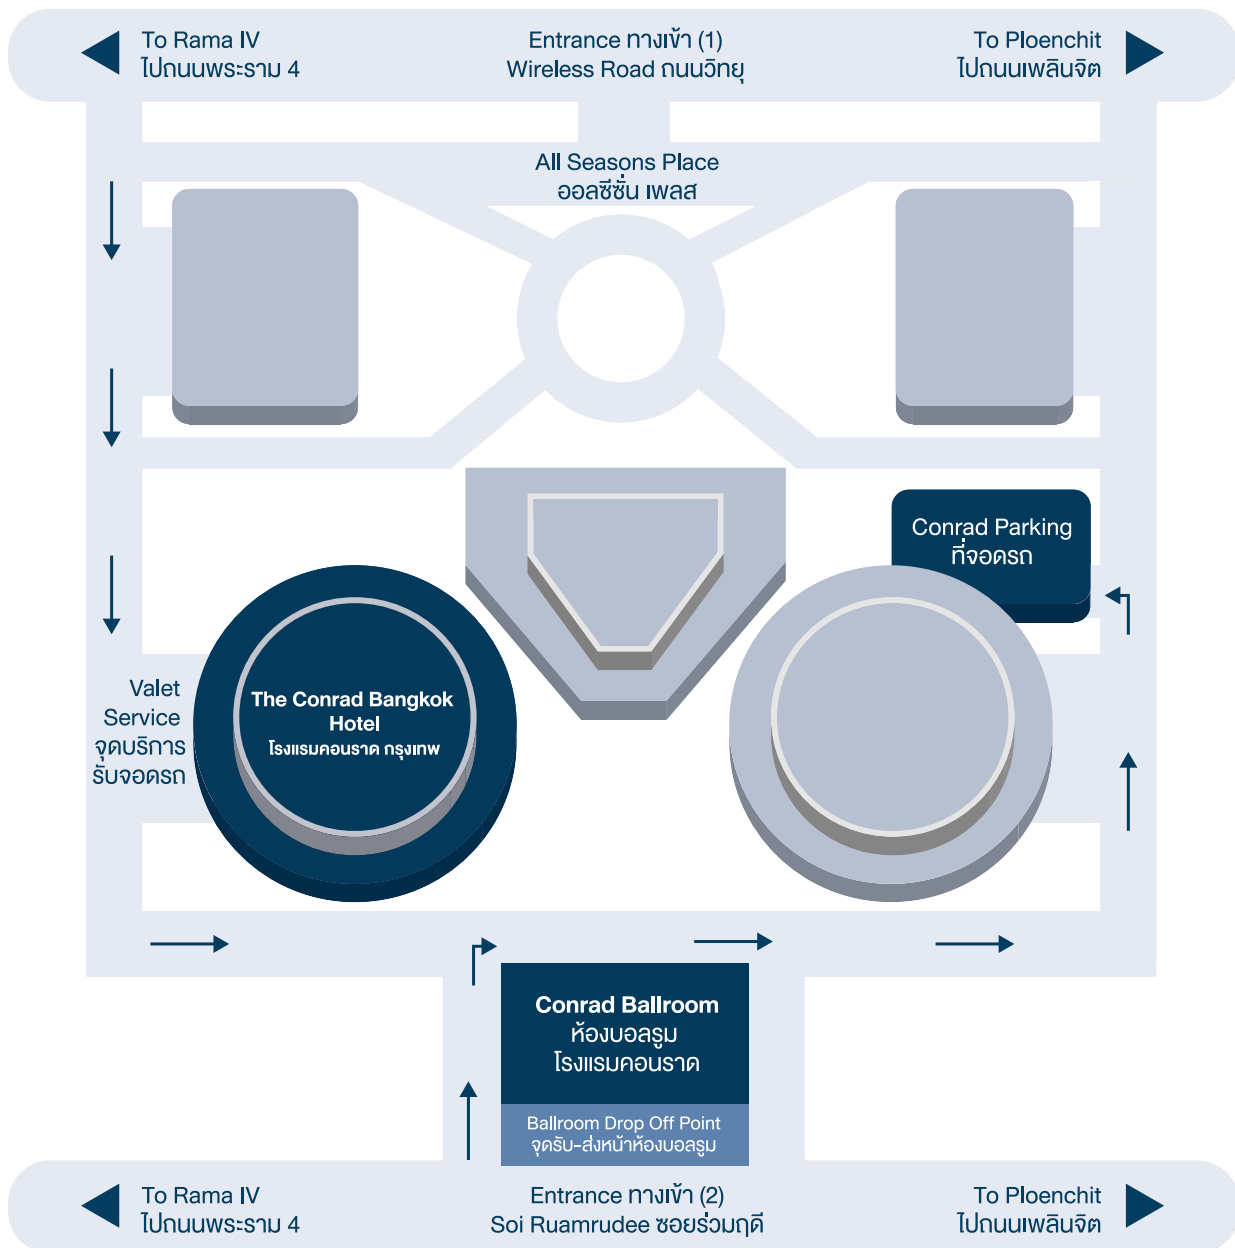 To Rama IV
ไปถนนพระราม 4
Entrance ทางเข้า (1)
Wireless Road ถนนวิทยุ
To Ploenchit
ไปถนนเพลินจิต
All Seasons Place
ออลซีซั่น เพลส
Conrad Parking
ที่จอดรถ
Valet
Service
จุดบริการ
รับจอดรถ
The Conrad Bangkok
Hotel
โรงแรมคอนราด กรุงเทพ
Conrad Ballroom
ห้องบอลรูม
โรงแรมคอนราด
Ballroom Drop Off Point
จุดรับ-ส่งหน้าห้องบอลรูม
To Rama IV
ไปถนนพระราม 4
Entrance ทางเข้า (2)
Soi Ruamrudee ซอยร่วมฤดี
To Ploenchit
ไปถนนเพลินจิต